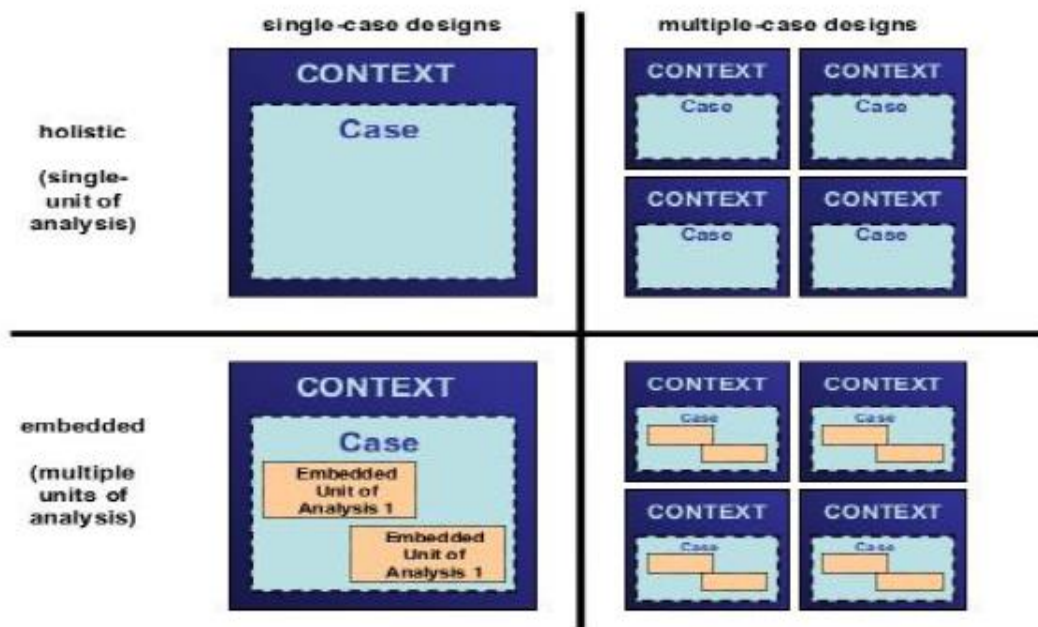 single-case designs
multiple-case designs
holistic
(single-
unit of
analysis)
CONTEXT
Case
CONTEXT
Case
CONTEXT
Case
CONTEXT
Case
CONTEXT
Case
embedded
(multiple
units of
analysis)
CONTEXT
Case
Embedded
Unit of
Analysis 1
Embedded
Unit of
Analysis 1
CONTEXT
Case
CONTEXT
Case
CONTEXT
Case
CONTEXT
Case